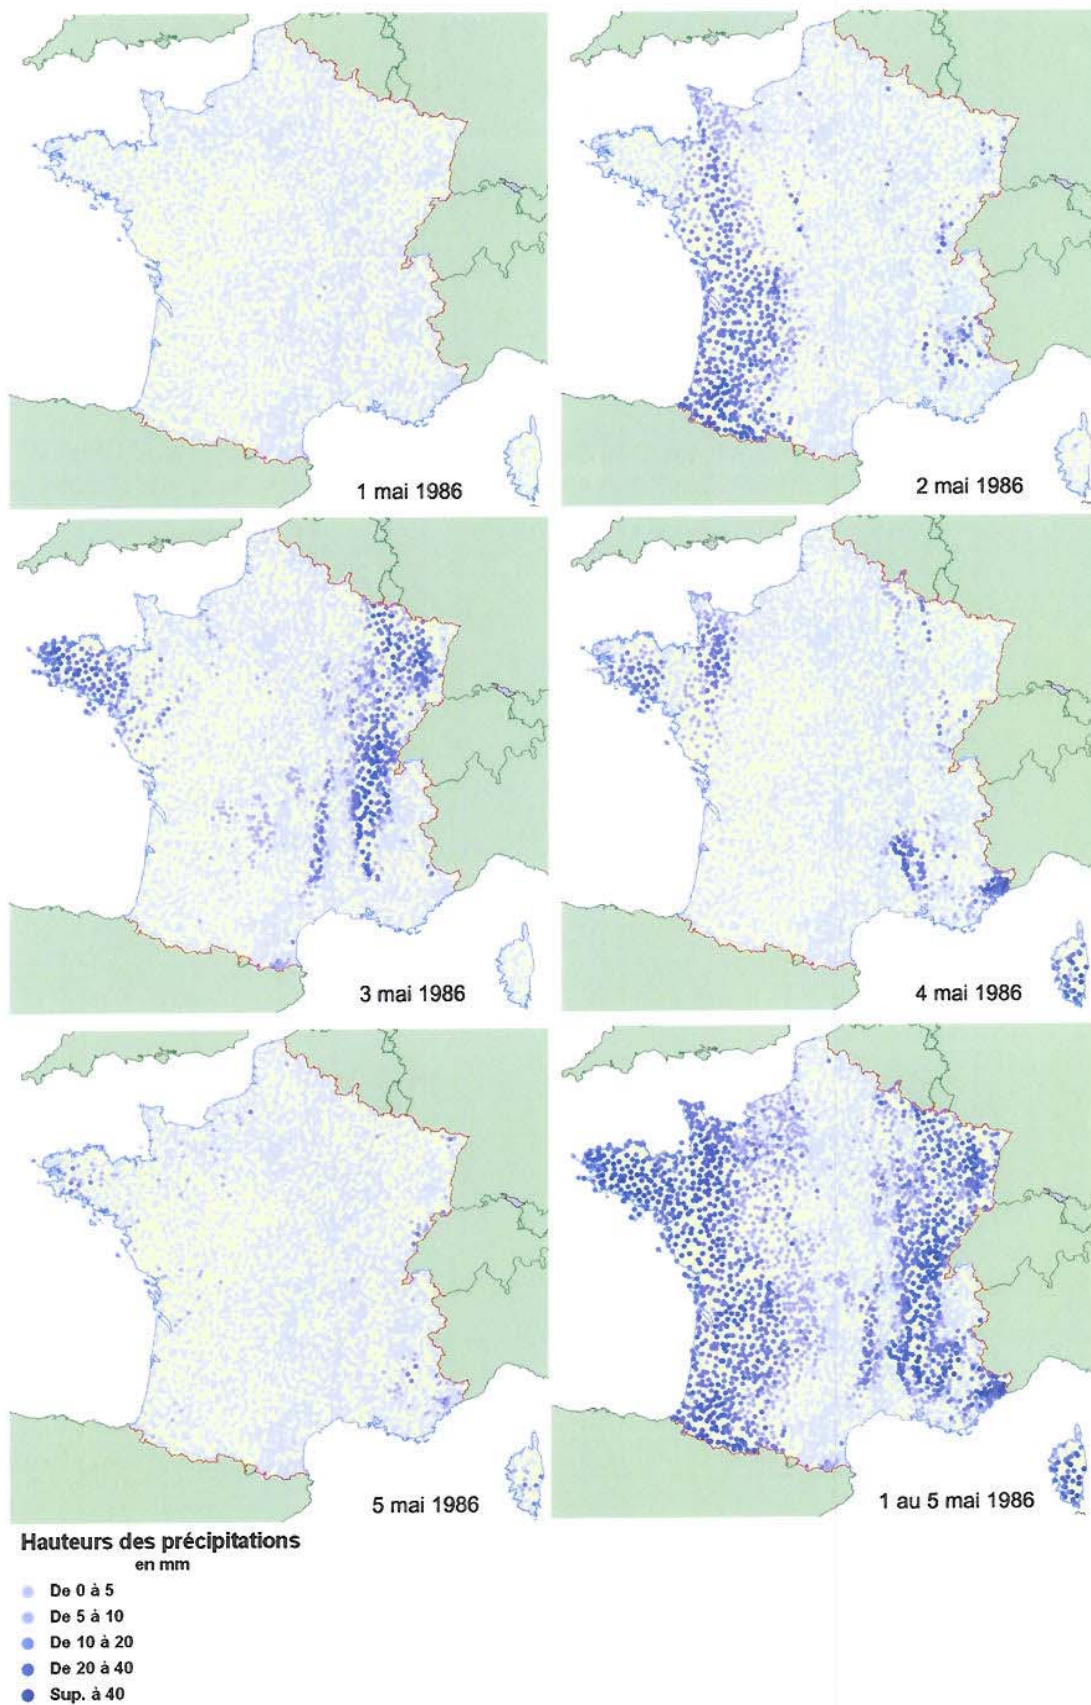 1 mai 1986
2 mai 1986
3 mai 1986
4 mai 1986
5 mai 1986
1 au 5 mai 1986
Hauteurs des précipitations
en mm
De 0 à 5
De 5 à 10
De 10 à 20
De 20 à 40
Sup. à 40